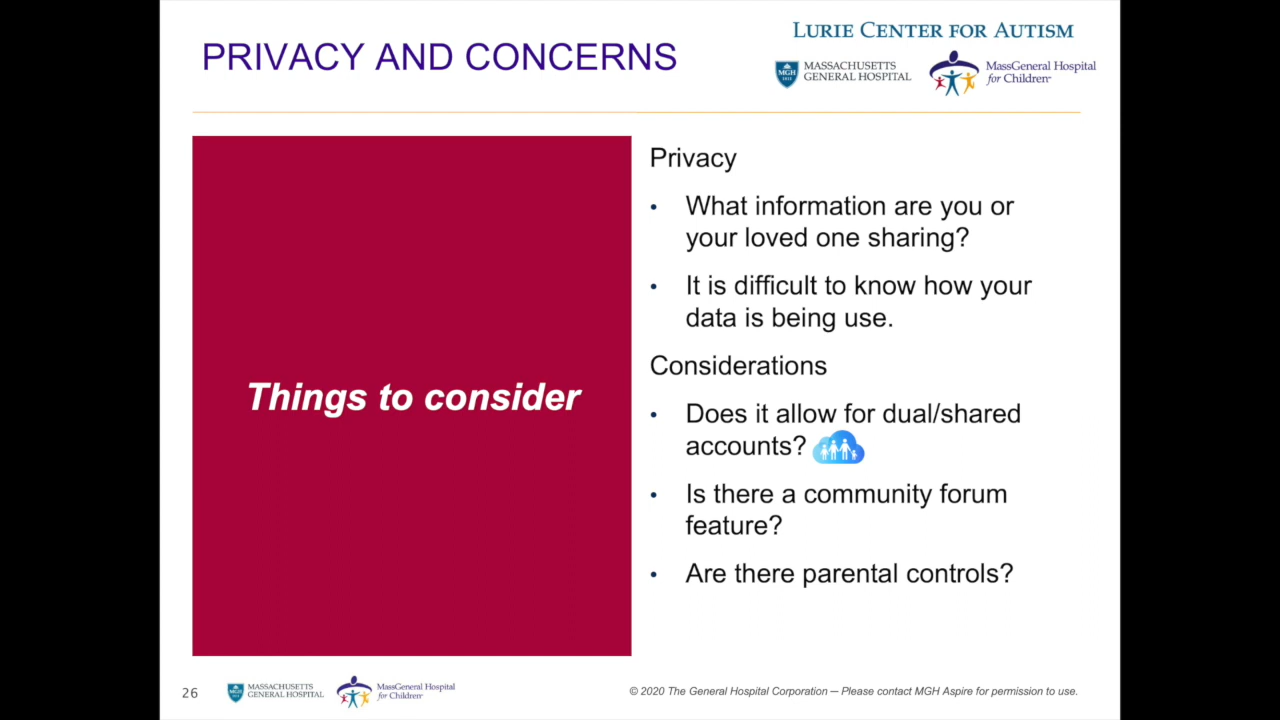 PRIVACY AND CONCERNS
LURIE CENTER FOR AUTISM
MGH
1811
MASSACHUSETTS
GENERAL HOSPITAL
MassGeneral Hospital
for Children
Things to consider
Privacy
• What information are you or
your loved one sharing?
• It is difficult to know how your
data is being use.
Considerations
• Does it allow for dual/shared
accounts?
• Is there a community forum
feature?
• Are there parental controls?
26
MGH
MASSACHUSETTS
GENERAL HOSPITAL
MassGeneral Hospital
for Children
© 2020 The General Hospital Corporation — Please contact MGH Aspire for permission to use.